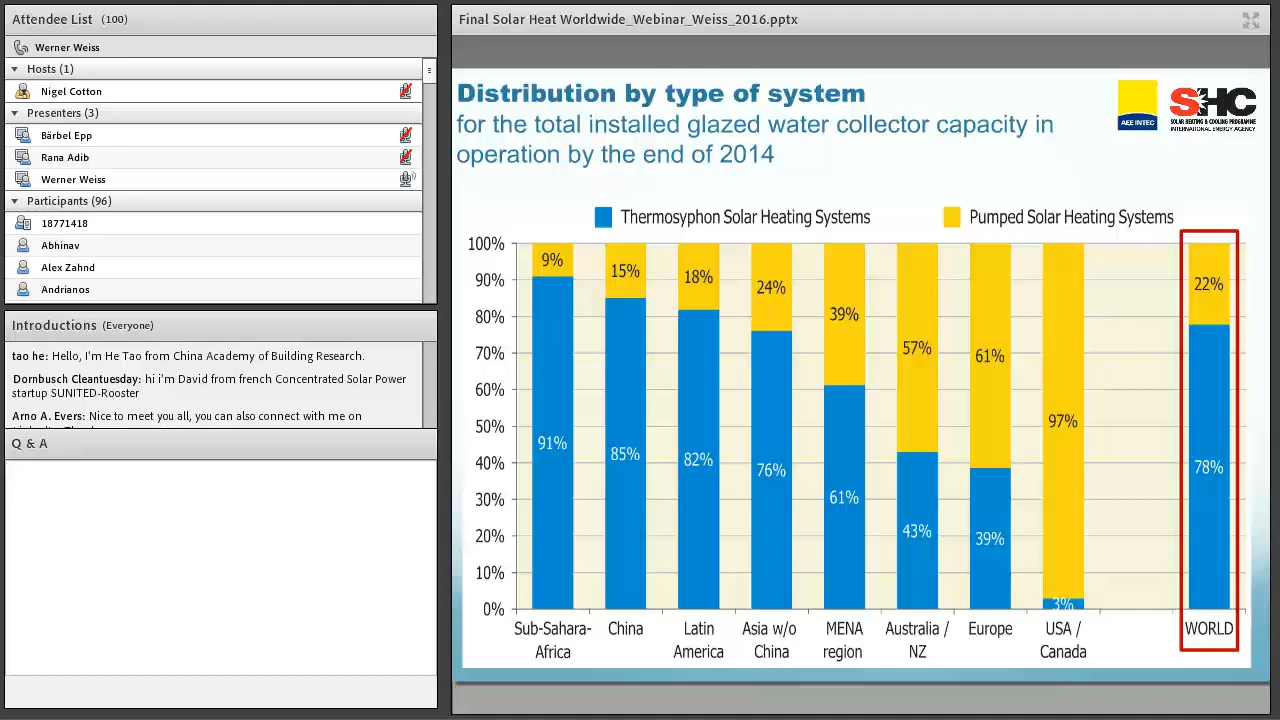 Attendee List (100)
Werner Weiss
Hosts (1)
Nigel Cotton
Presenters (3)
Bärbel Epp
Rana Adib
Werner Weiss
Participants (96)
18771418
Abhinav
Alex Zahnd
Andrianos
Introductions (Everyone)
tao he: Hello, I'm He Tao from China Academy of Building Research.
Dornbusch Cleantuesday: hi i'm David from french Concentrated Solar Power
startup SUNITED-Rooster
Arno A. Evers: Nice to meet you all, you can also connect with me on
Q & A
Final Solar Heat Worldwide_Webinar_Weiss_2016.pptx
Distribution by type of system
for the total installed glazed water collector capacity in
operation by the end of 2014
AEE INTEC
SHC
SOLAR HEATING & COOLING PROGRAMME
INTERNATIONAL ENERGY AGENCY
Thermosyphon Solar Heating Systems
Pumped Solar Heating Systems
100%
90%
80%
70%
60%
50%
40%
30%
20%
10%
0%
9%
15%
18%
24%
39%
57%
61%
97%
22%
91%
85%
82%
76%
61%
43%
39%
3%
78%
Sub-Sahara-
Africa
China
Latin
America
Asia w/o
China
MENA
region
Australia /
NZ
Europe
USA /
Canada
WORLD